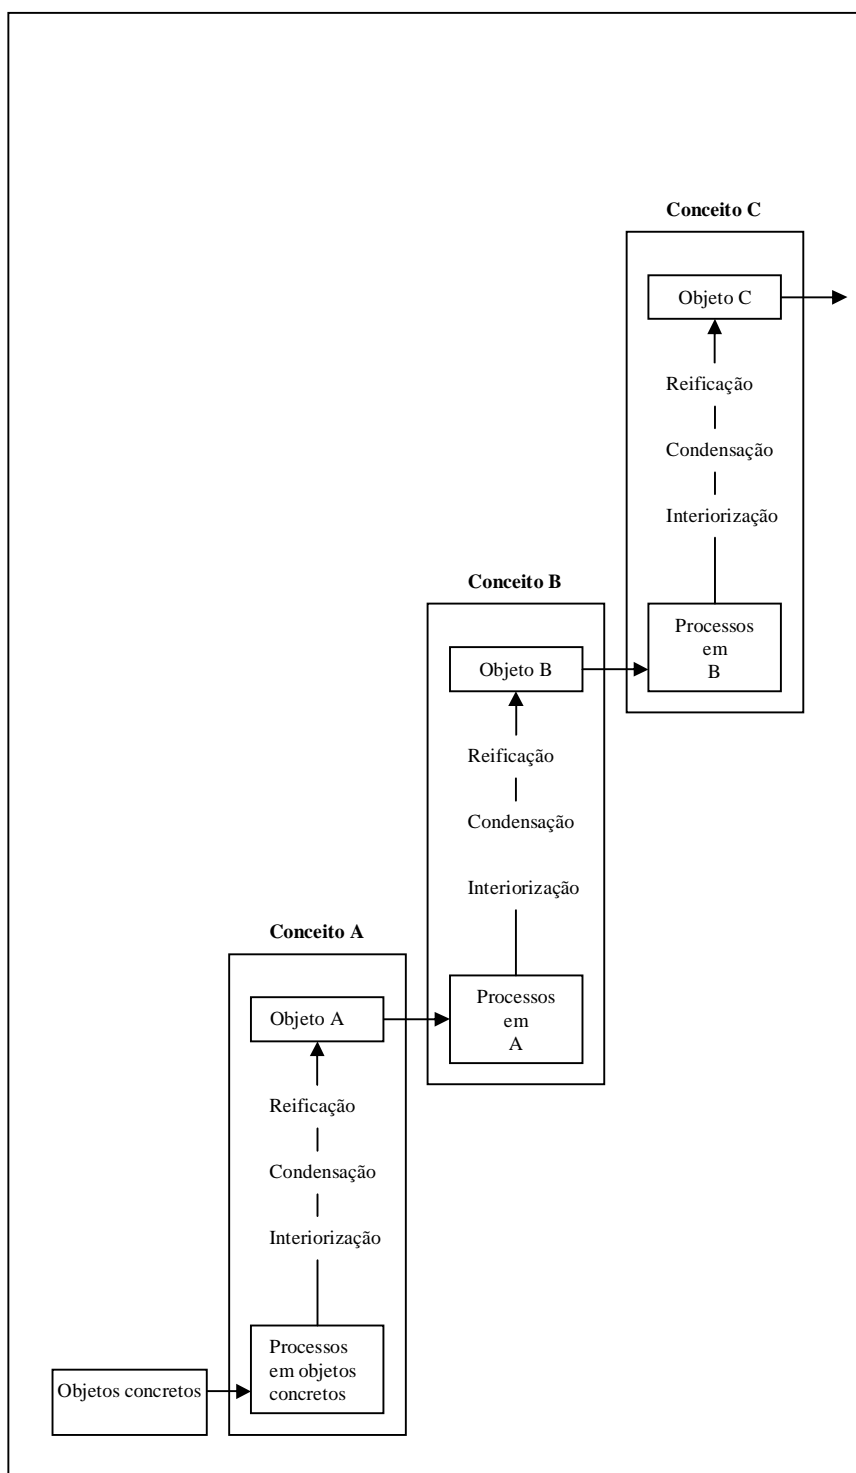 Conceito C
Objeto C
Reificação
Condensação
Interiorização
Processos
em
B
Conceito B
Objeto B
Reificação
Condensação
Interiorização
Processos
em
A
Conceito A
Objeto A
Reificação
Condensação
Interiorização
Processos
em objetos
concretos
Objetos concretos